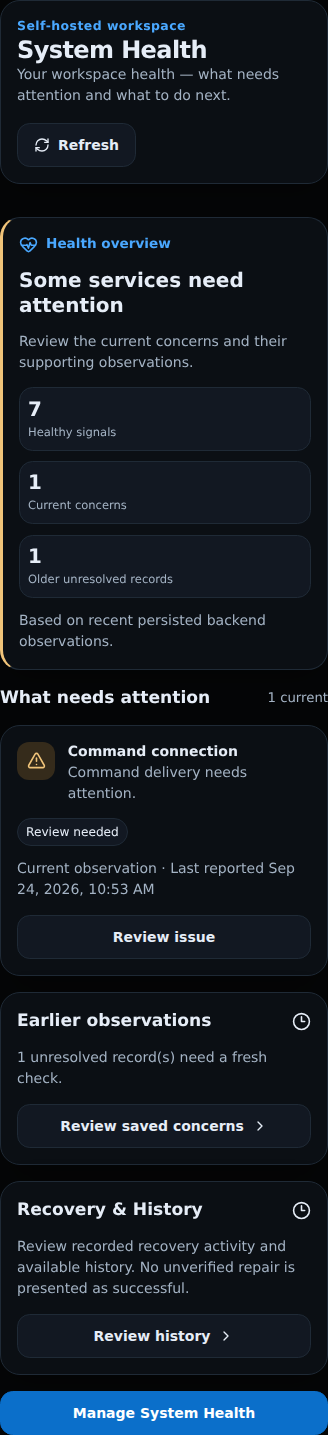 Self-hosted workspace
System Health
Your workspace health — what needs
attention and what to do next.
Refresh
Health overview
Some services need
attention
Review the current concerns and their
supporting observations.
7
Healthy signals
1
Current concerns
1
Older unresolved records
Based on recent persisted backend
observations.
What needs attention
1 current
Command connection
Command delivery needs
attention.
Review needed
Current observation · Last reported Sep
24, 2026, 10:53 AM
Review issue
Earlier observations
1 unresolved record(s) need a fresh
check.
Review saved concerns
Recovery & History
Review recorded recovery activity and
available history. No unverified repair is
presented as successful.
Review history
Manage System Health